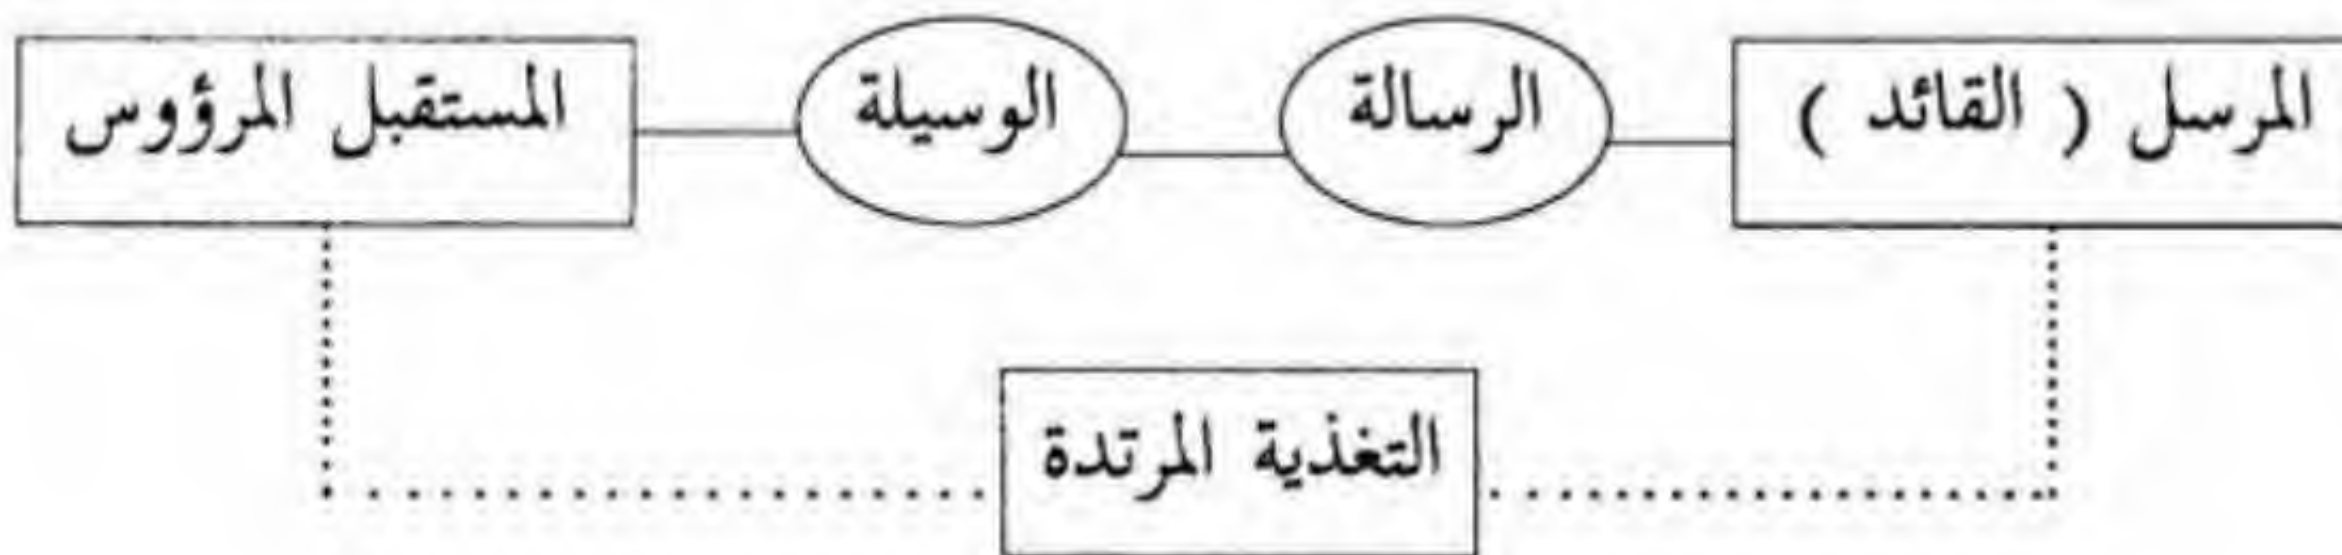 المرسل ( القائد )
الرسالة
الوسيلة
المستقبل المرؤوس
التغذية المرتدة